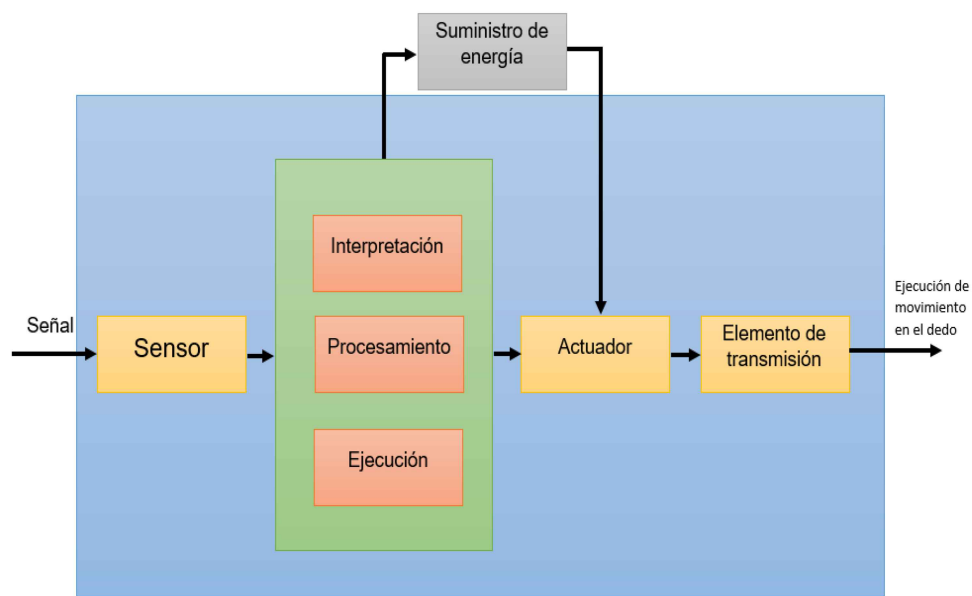 Suministro de
energía
Interpretación
Señal
Sensor
Procesamiento
Actuador
Elemento de
transmisión
Ejecución de
movimiento
en el dedo
Ejecución